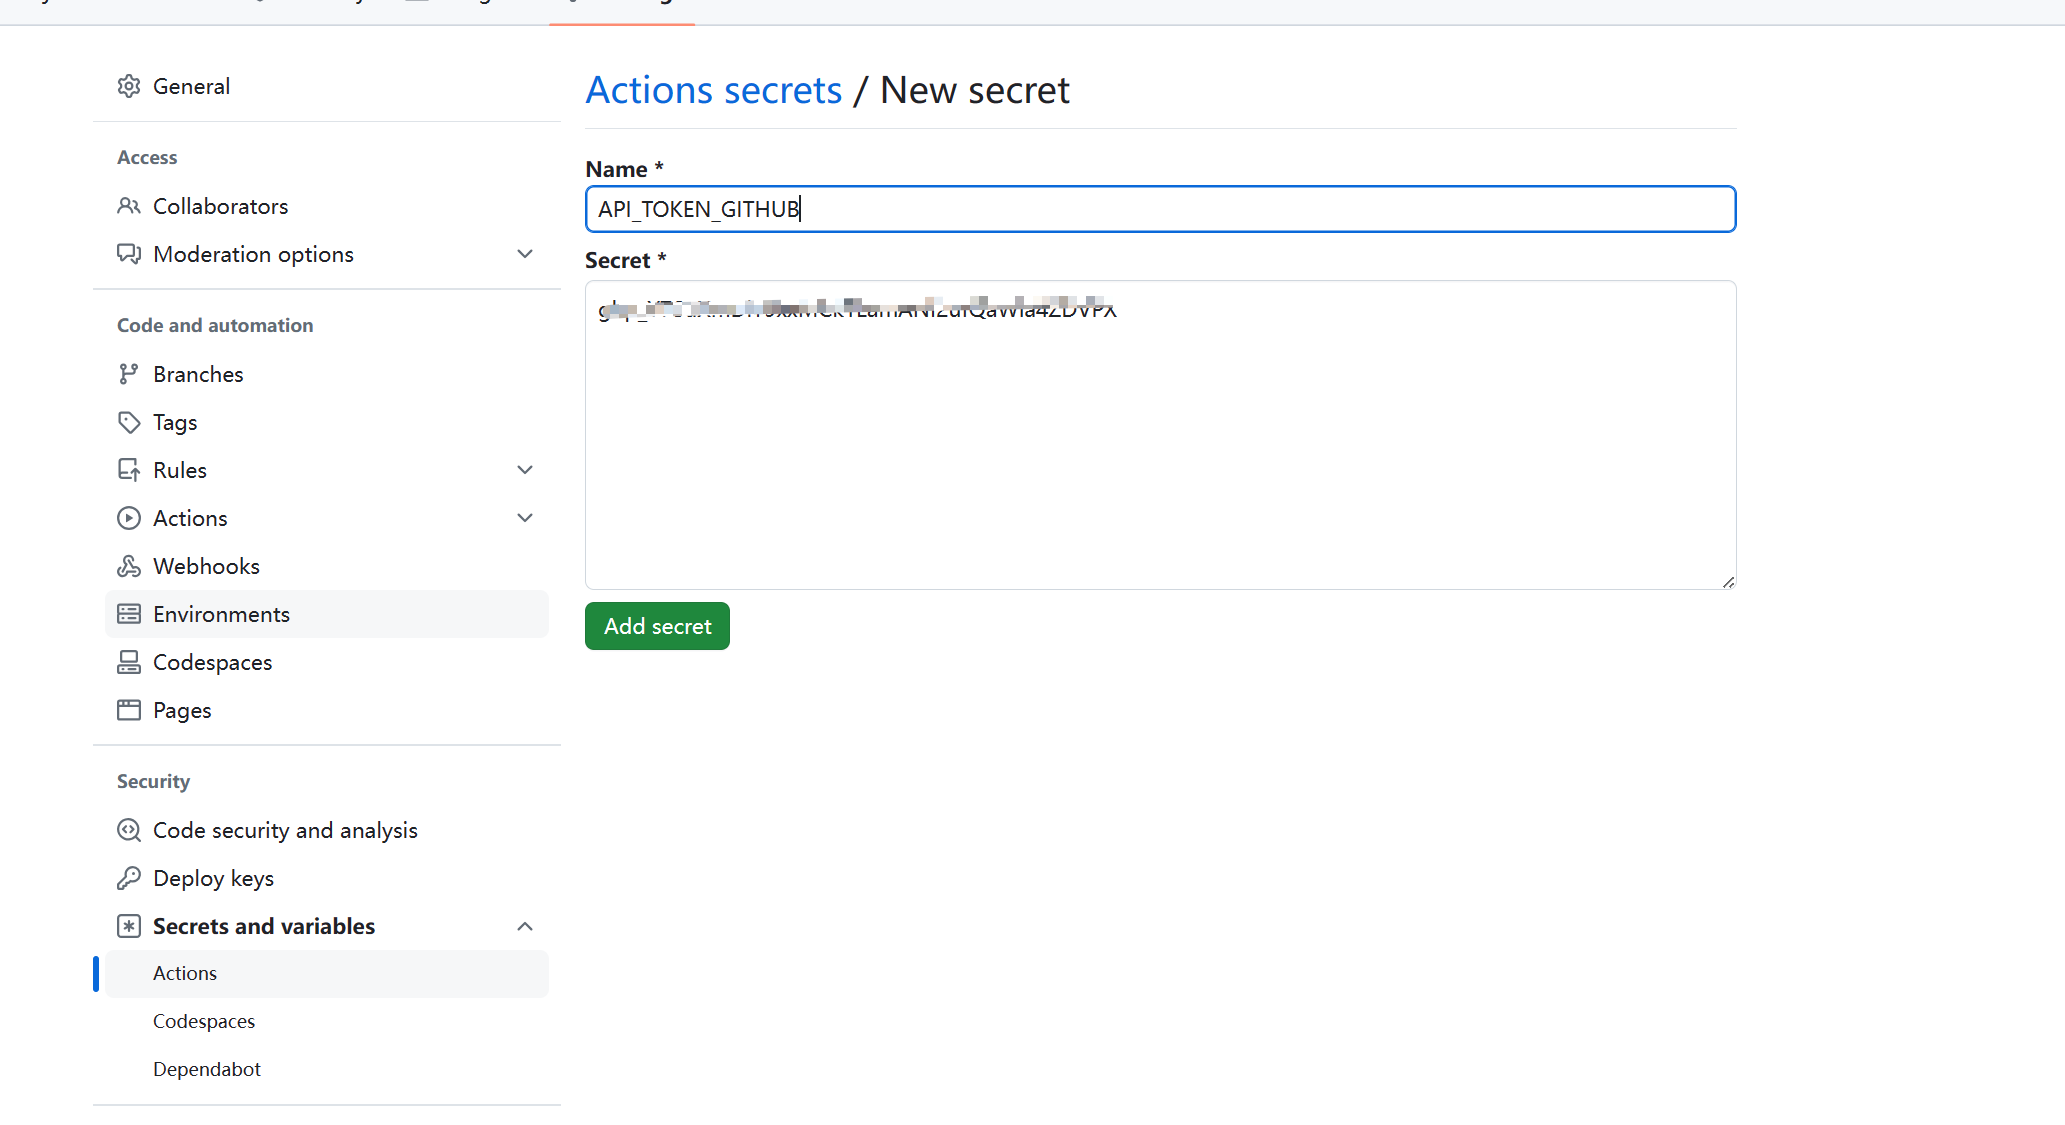 General
Access
Collaborators
Moderation options
Code and automation
Branches
Tags
Rules
Actions
Webhooks
Environments
Codespaces
Pages
Security
Code security and analysis
Deploy keys
Secrets and variables
Actions
Codespaces
Dependabot
Actions secrets / New secret
Name *
API_TOKEN_GITHUB
Secret *
Add secret